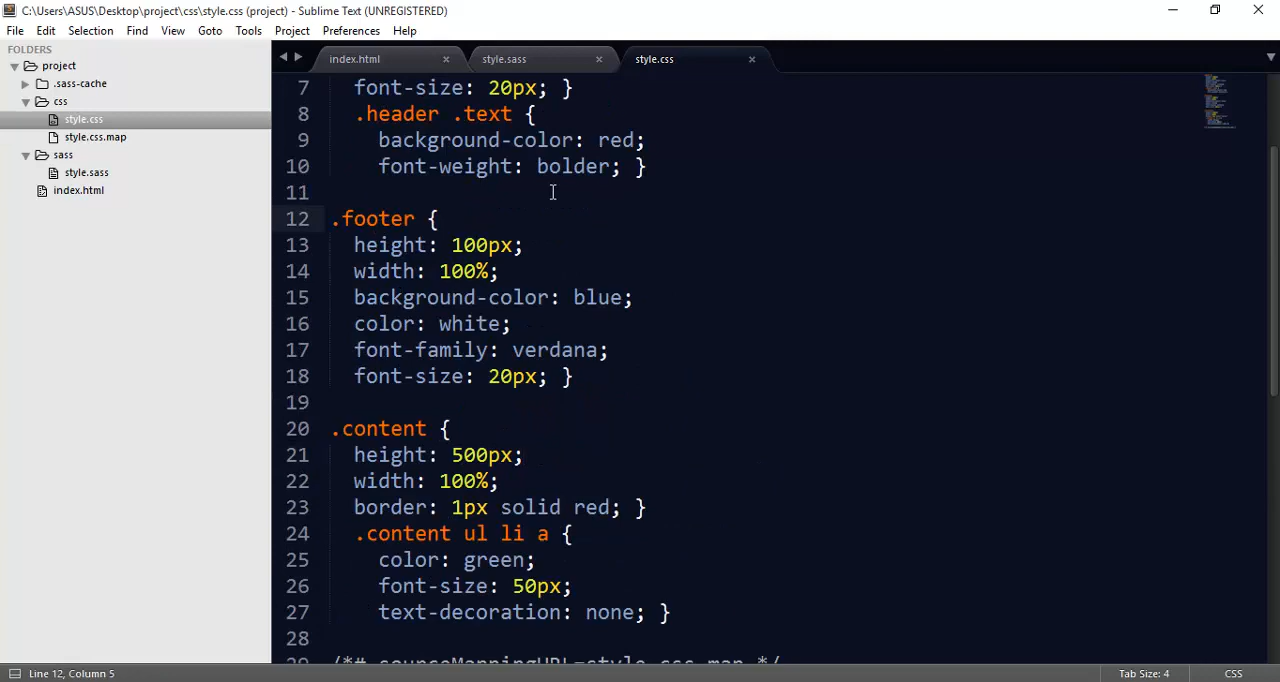 C:\Users\ASUS\Desktop\project\css\style.css (project) - Sublime Text (UNREGISTERED)
File Edit Selection Find View Goto Tools Project Preferences Help
FOLDERS
project
.sass-cache
css
style.css
style.css.map
sass
style.sass
index.html
index.html style.sass style.css
7 font-size: 20px; }
8 .header .text {
9 background-color: red;
10 font-weight: bolder; }
11
12 .footer {
13 height: 100px;
14 width: 100%;
15 background-color: blue;
16 color: white;
17 font-family: verdana;
18 font-size: 20px; }
19
20 .content {
21 height: 500px;
22 width: 100%;
23 border: 1px solid red; }
24 .content ul li a {
25 color: green;
26 font-size: 50px;
27 text-decoration: none; }
28
29 /*# sourceMappingURL=style.css.map */
Line 12, Column 5 Tab Size: 4 CSS